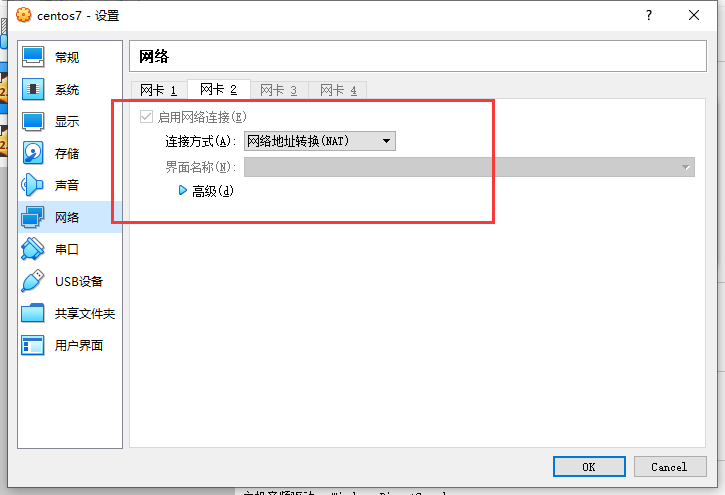 centos7 - 设置
?
常规
系统
显示
存储
声音
网络
串口
USB设备
共享文件夹
用户界面
网络
网卡 1 网卡 2 网卡 3 网卡 4
启用网络连接(E)
连接方式(A): 网络地址转换(NAT)
界面名称(N):
高级(d)
OK Cancel